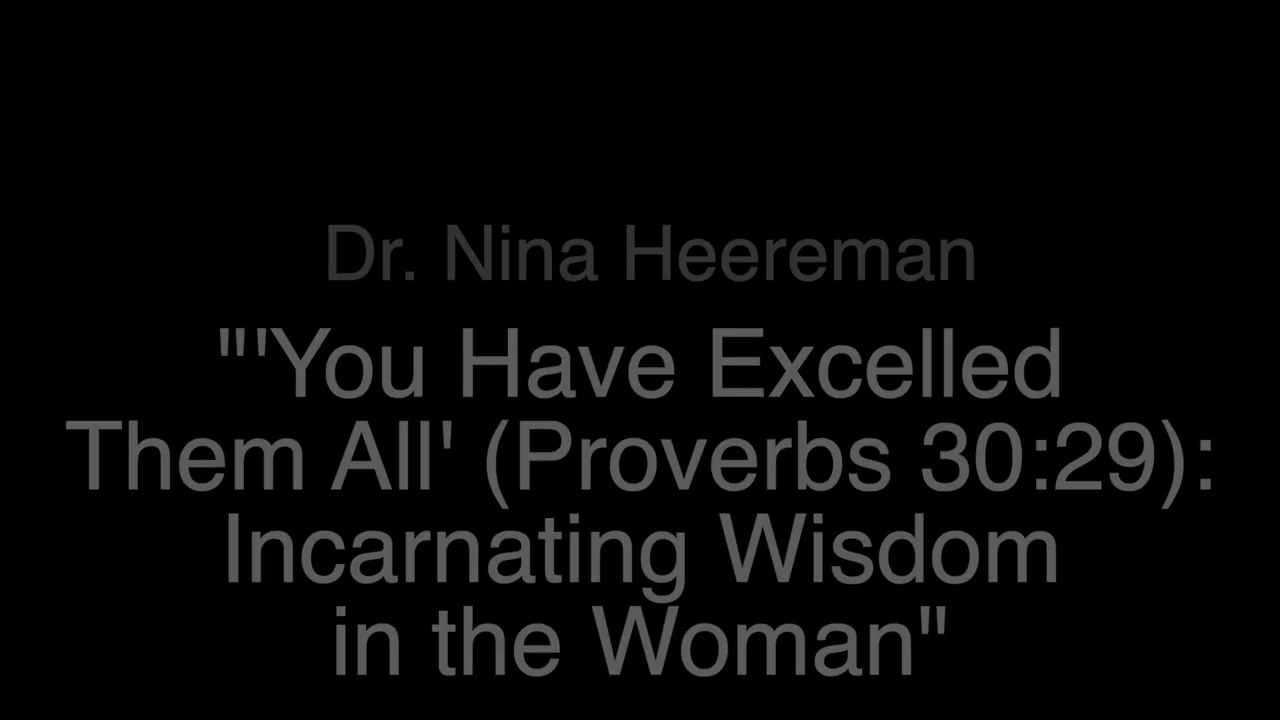 Dr. Nina Heereman
"'You Have Excelled
Them All' (Proverbs 30:29):
Incarnating Wisdom
in the Woman"